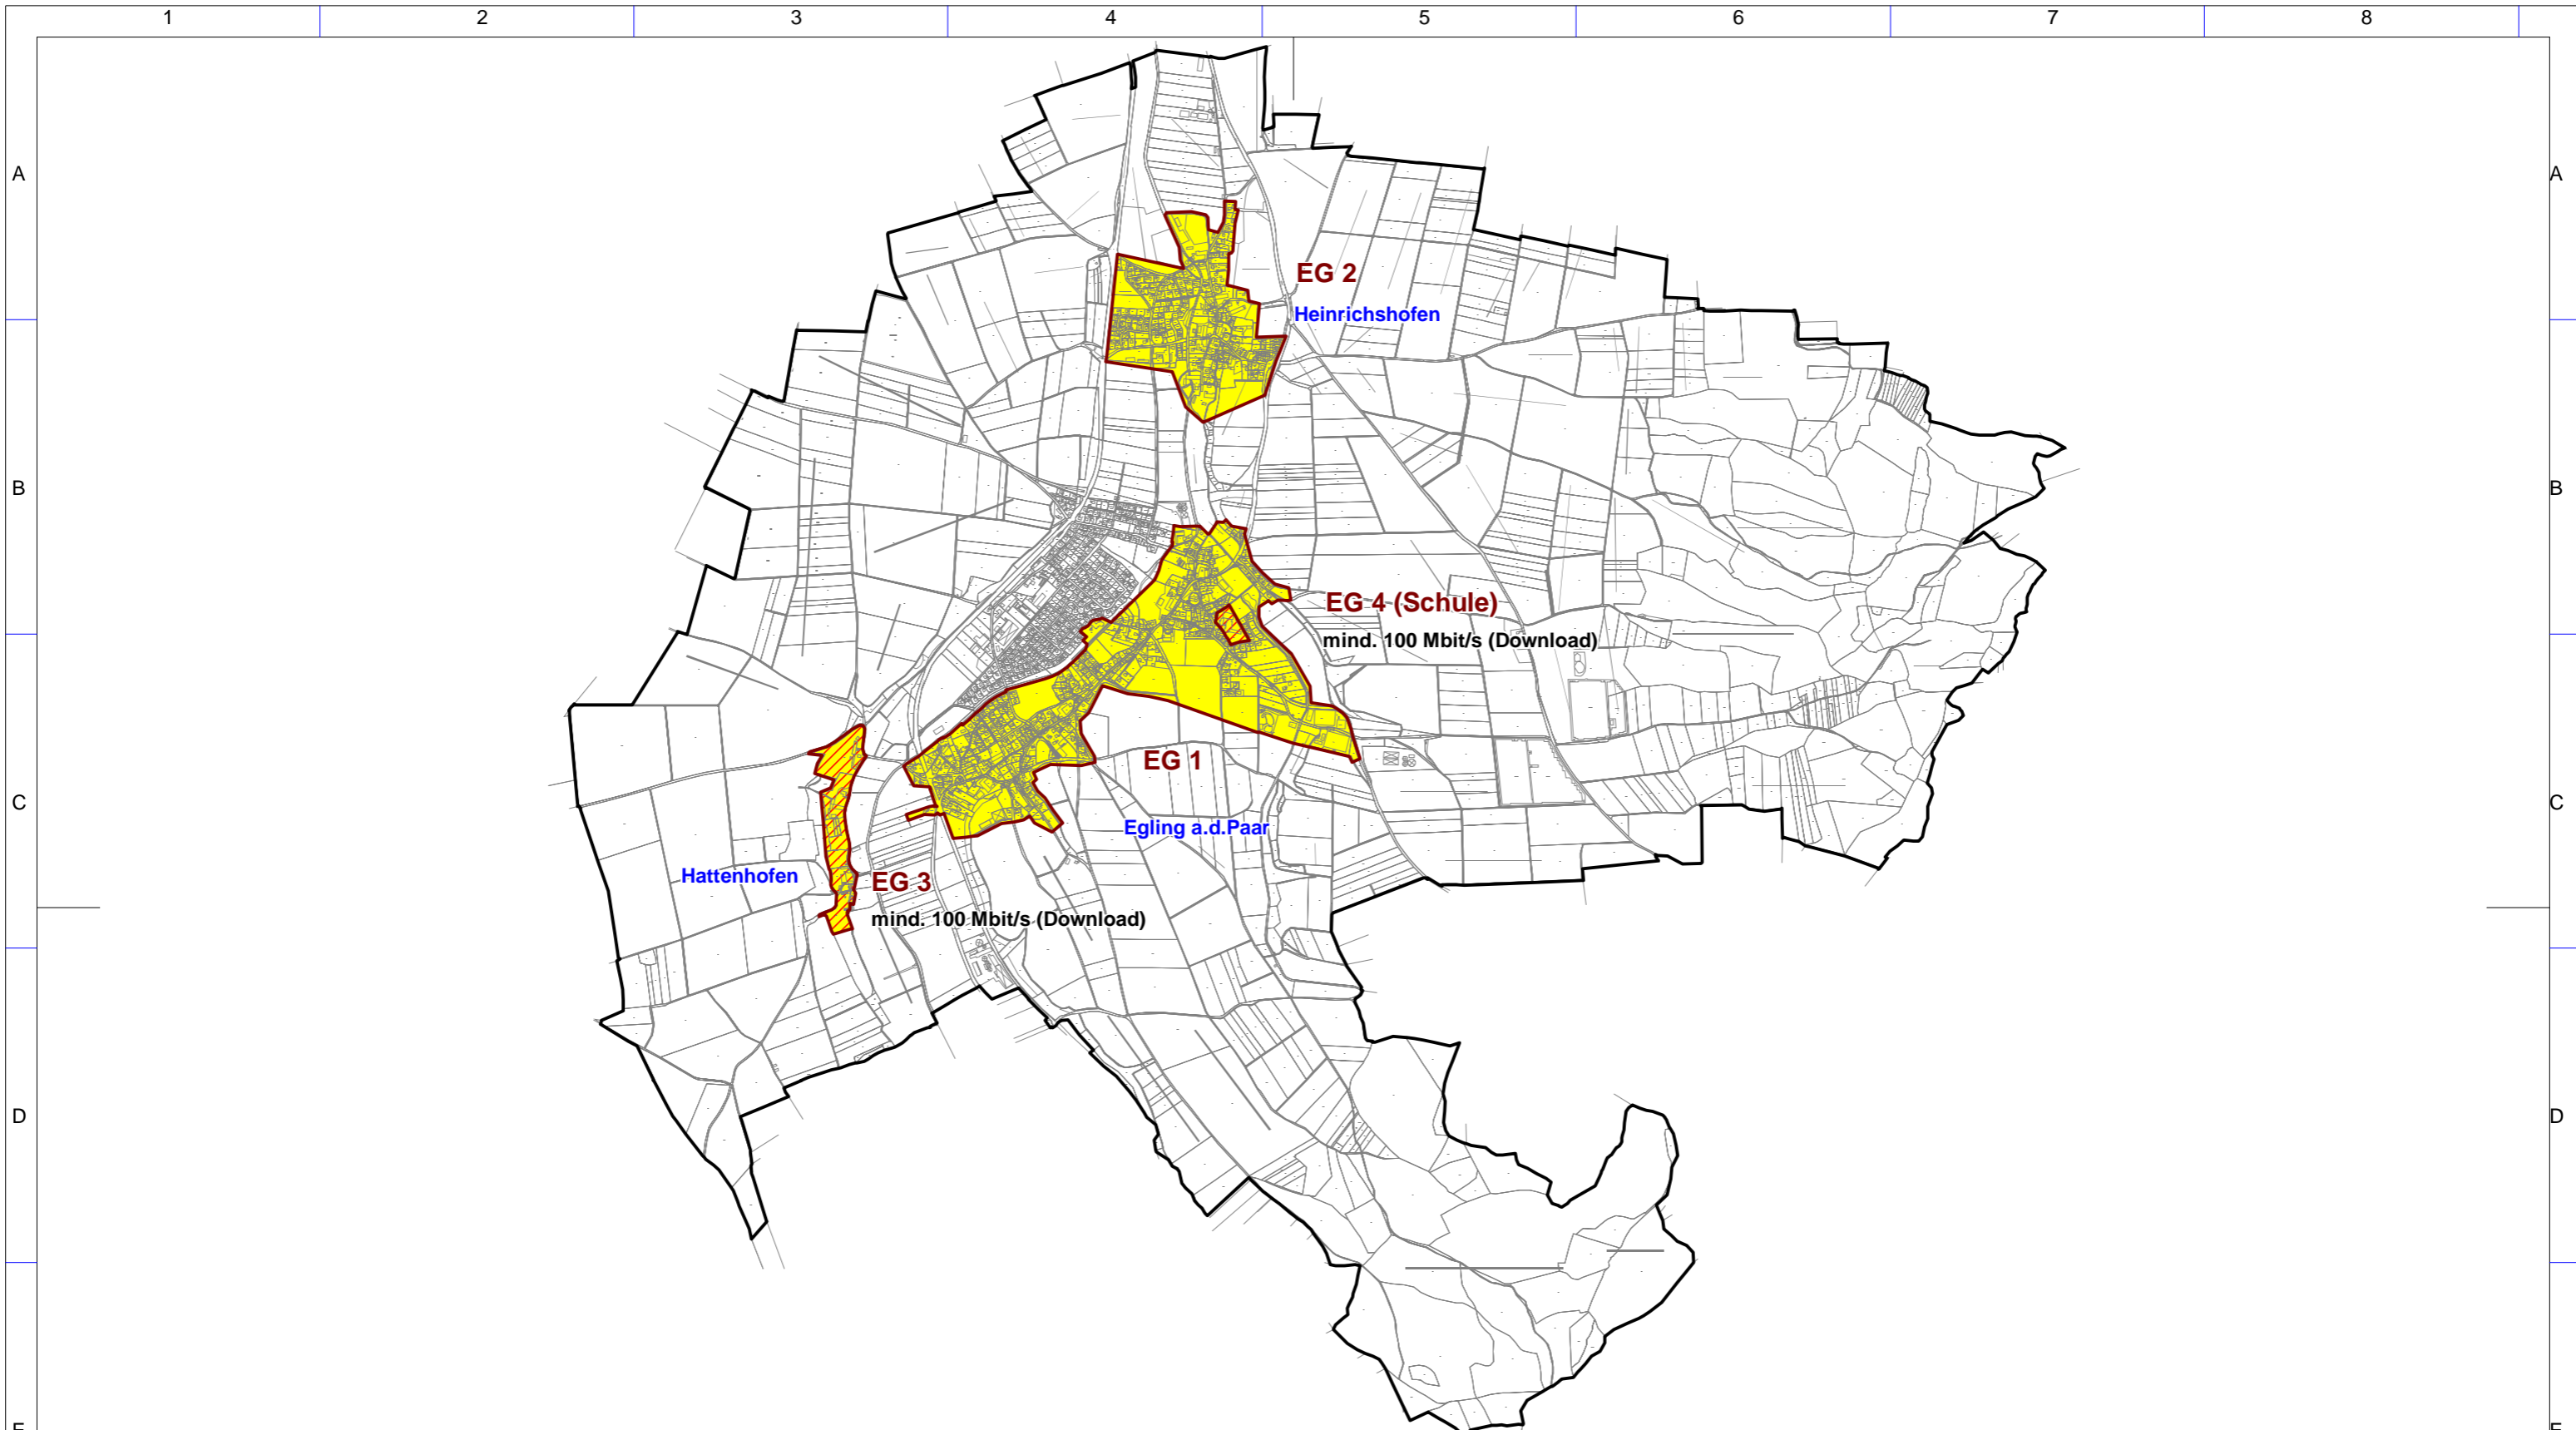 1 2 3 4 5 6 7 8
A A
EG 2
Heinrichshofen
B B
EG 4 (Schule)
mind. 100 Mbit/s (Download)
EG 1
C C
Egling a.d.Paar
Hattenhofen
EG 3
mind. 100 Mbit/s (Download)
D D